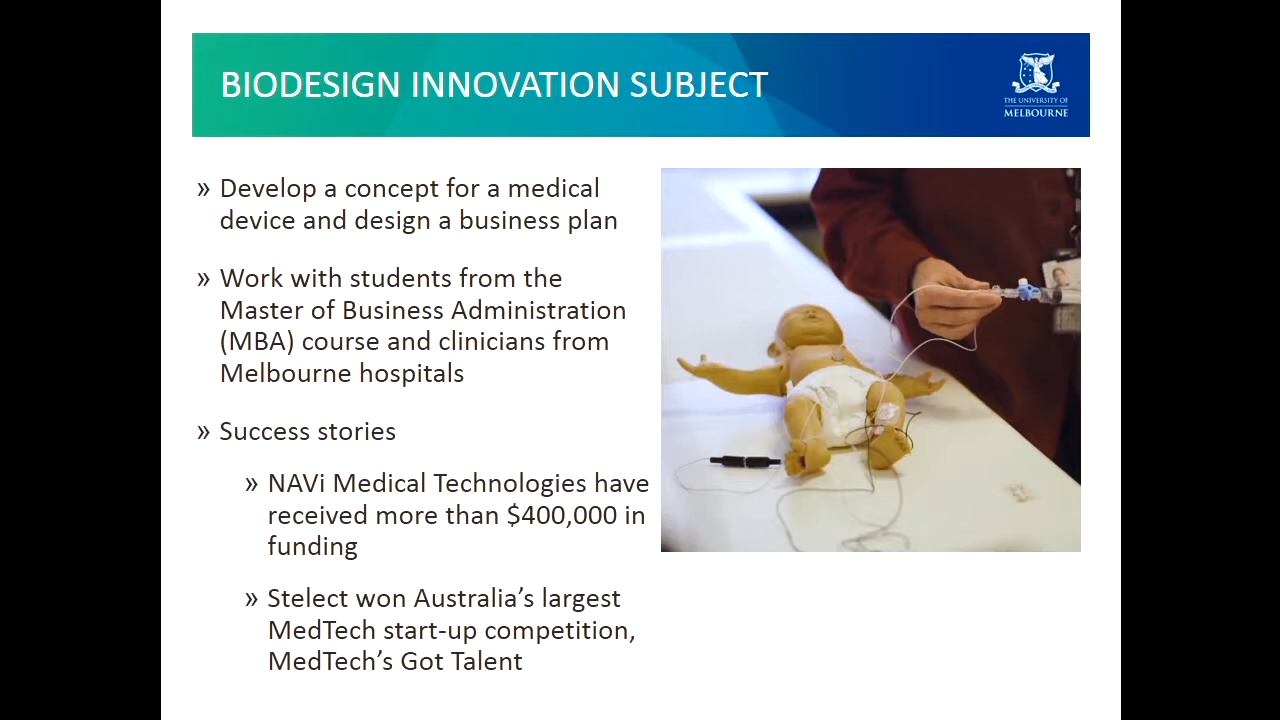 BIODESIGN INNOVATION SUBJECT
THE UNIVERSITY OF
MELBOURNE
» Develop a concept for a medical
device and design a business plan
» Work with students from the
Master of Business Administration
(MBA) course and clinicians from
Melbourne hospitals
» Success stories
» NAVi Medical Technologies have
received more than $400,000 in
funding
» Stelect won Australia’s largest
MedTech start-up competition,
MedTech’s Got Talent